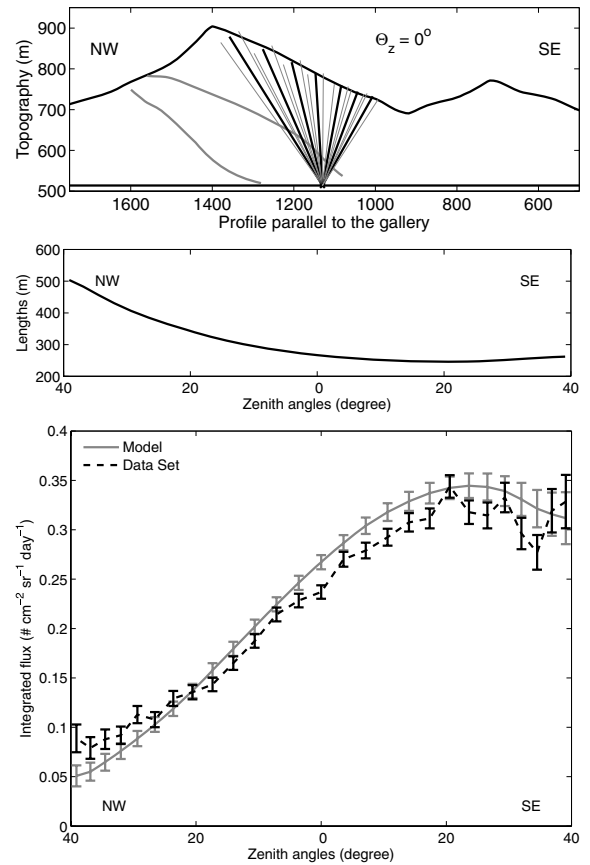 900
800
700
600
500
Topography (m)
NW
Θz = 0o
SE
1600 1400 1200 1000 800 600
Profile parallel to the gallery
600
500
400
300
200
Lengths (m)
NW
SE
40 20 0 20 40
Zenith angles (degree)
0.4
0.35
0.3
0.25
0.2
0.15
0.1
0.05
0
Integrated flux (# cm−2 sr−1 day−1)
Model
Data Set
NW
SE
40 20 0 20 40
Zenith angles (degree)